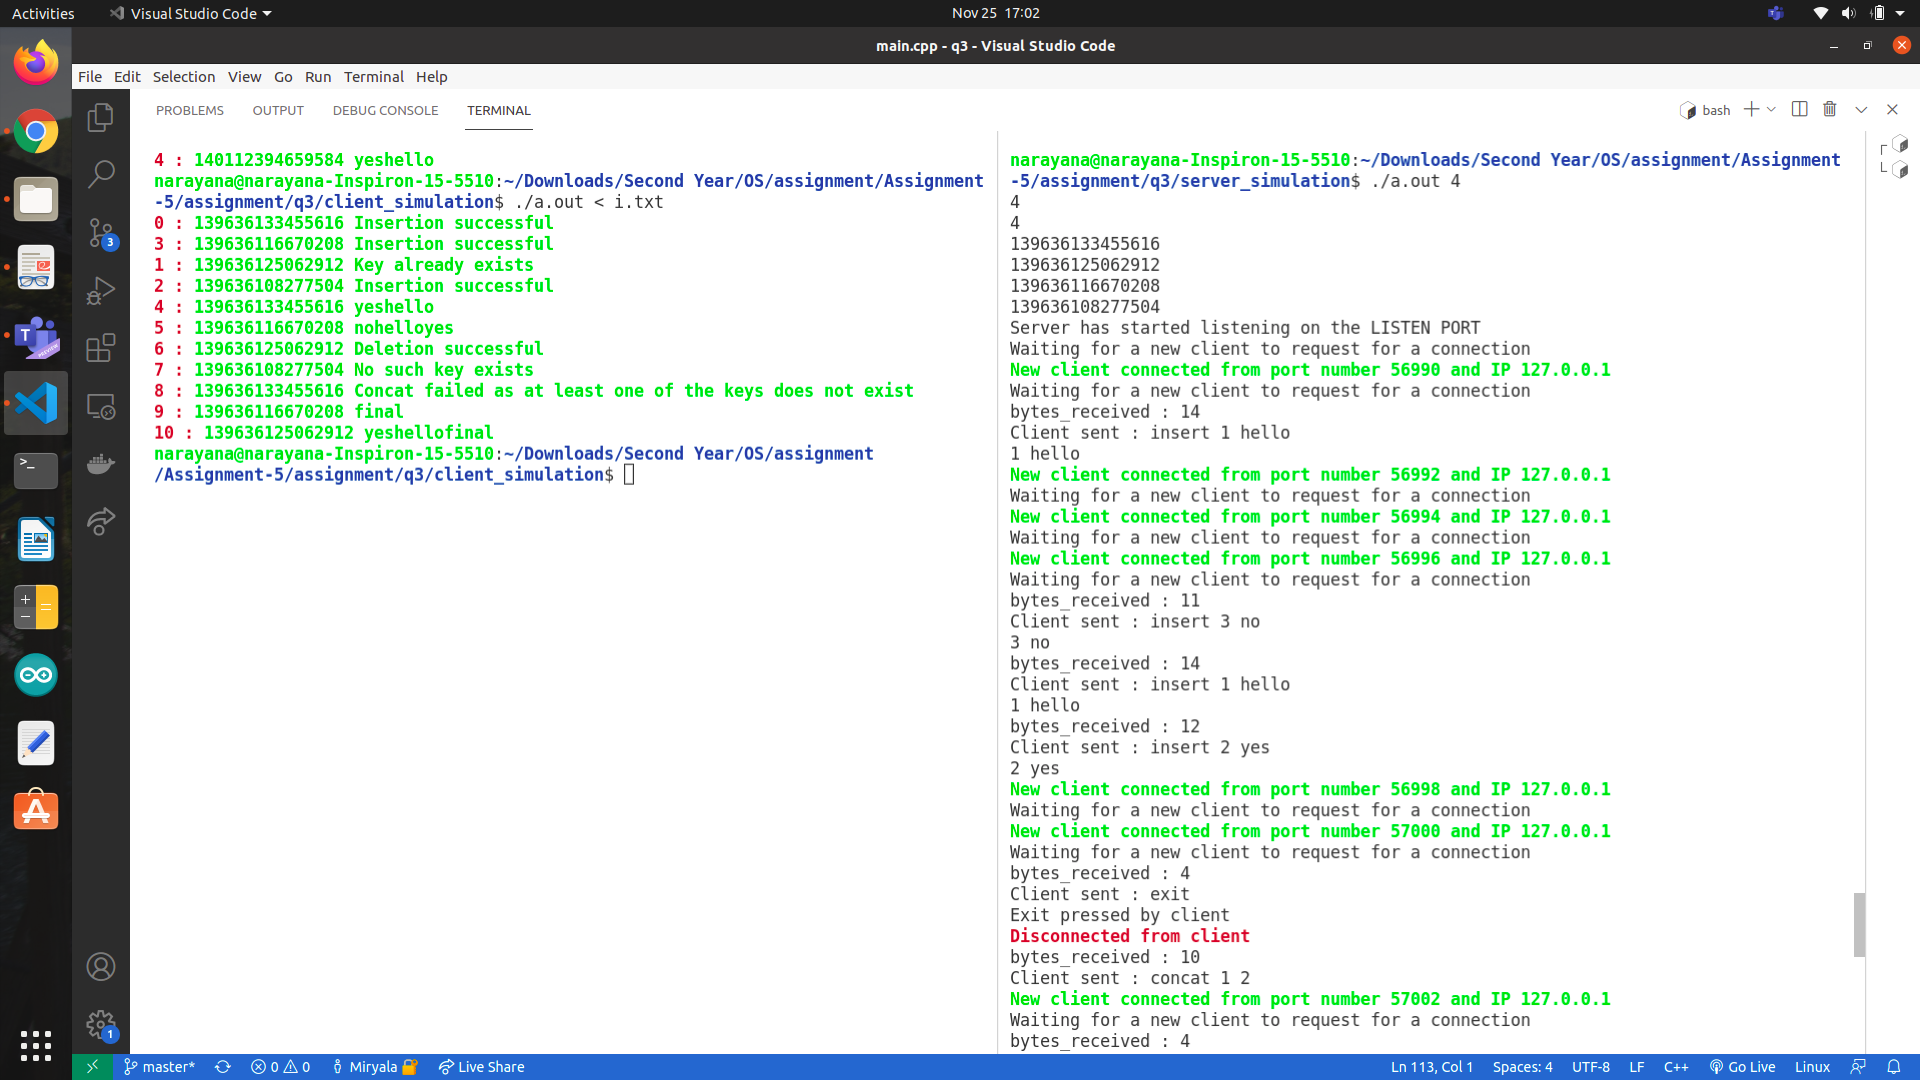 Activities
Visual Studio Code
Nov 25 17:02
main.cpp - q3 - Visual Studio Code
File Edit Selection View Go Run Terminal Help
PROBLEMS OUTPUT DEBUG CONSOLE TERMINAL
bash
4 : 140112394659584 yeshello
narayana@narayana-Inspiron-15-5510:~/Downloads/Second Year/OS/assignment/Assignment
-5/assignment/q3/client_simulation$ ./a.out < i.txt
0 : 139636133455616 Insertion successful
3 : 139636116670208 Insertion successful
1 : 139636125062912 Key already exists
2 : 139636108277504 Insertion successful
4 : 139636133455616 yeshello
5 : 139636116670208 nohelloyes
6 : 139636125062912 Deletion successful
7 : 139636108277504 No such key exists
8 : 139636133455616 Concat failed as at least one of the keys does not exist
9 : 139636116670208 final
10 : 139636125062912 yeshellofinal
narayana@narayana-Inspiron-15-5510:~/Downloads/Second Year/OS/assignment
/Assignment-5/assignment/q3/client_simulation$
narayana@narayana-Inspiron-15-5510:~/Downloads/Second Year/OS/assignment/Assignment
-5/assignment/q3/server_simulation$ ./a.out 4
4
4
139636133455616
139636125062912
139636116670208
139636108277504
Server has started listening on the LISTEN PORT
Waiting for a new client to request for a connection
New client connected from port number 56990 and IP 127.0.0.1
Waiting for a new client to request for a connection
bytes_received : 14
Client sent : insert 1 hello
1 hello
New client connected from port number 56992 and IP 127.0.0.1
Waiting for a new client to request for a connection
New client connected from port number 56994 and IP 127.0.0.1
Waiting for a new client to request for a connection
New client connected from port number 56996 and IP 127.0.0.1
Waiting for a new client to request for a connection
bytes_received : 11
Client sent : insert 3 no
3 no
bytes_received : 14
Client sent : insert 1 hello
1 hello
bytes_received : 12
Client sent : insert 2 yes
2 yes
New client connected from port number 56998 and IP 127.0.0.1
Waiting for a new client to request for a connection
New client connected from port number 57000 and IP 127.0.0.1
Waiting for a new client to request for a connection
bytes_received : 4
Client sent : exit
Exit pressed by client
Disconnected from client
bytes_received : 10
Client sent : concat 1 2
New client connected from port number 57002 and IP 127.0.0.1
Waiting for a new client to request for a connection
bytes_received : 4
3
1
master* 0 0 Miryala Live Share
Ln 113, Col 1 Spaces: 4 UTF-8 LF C++ Go Live Linux